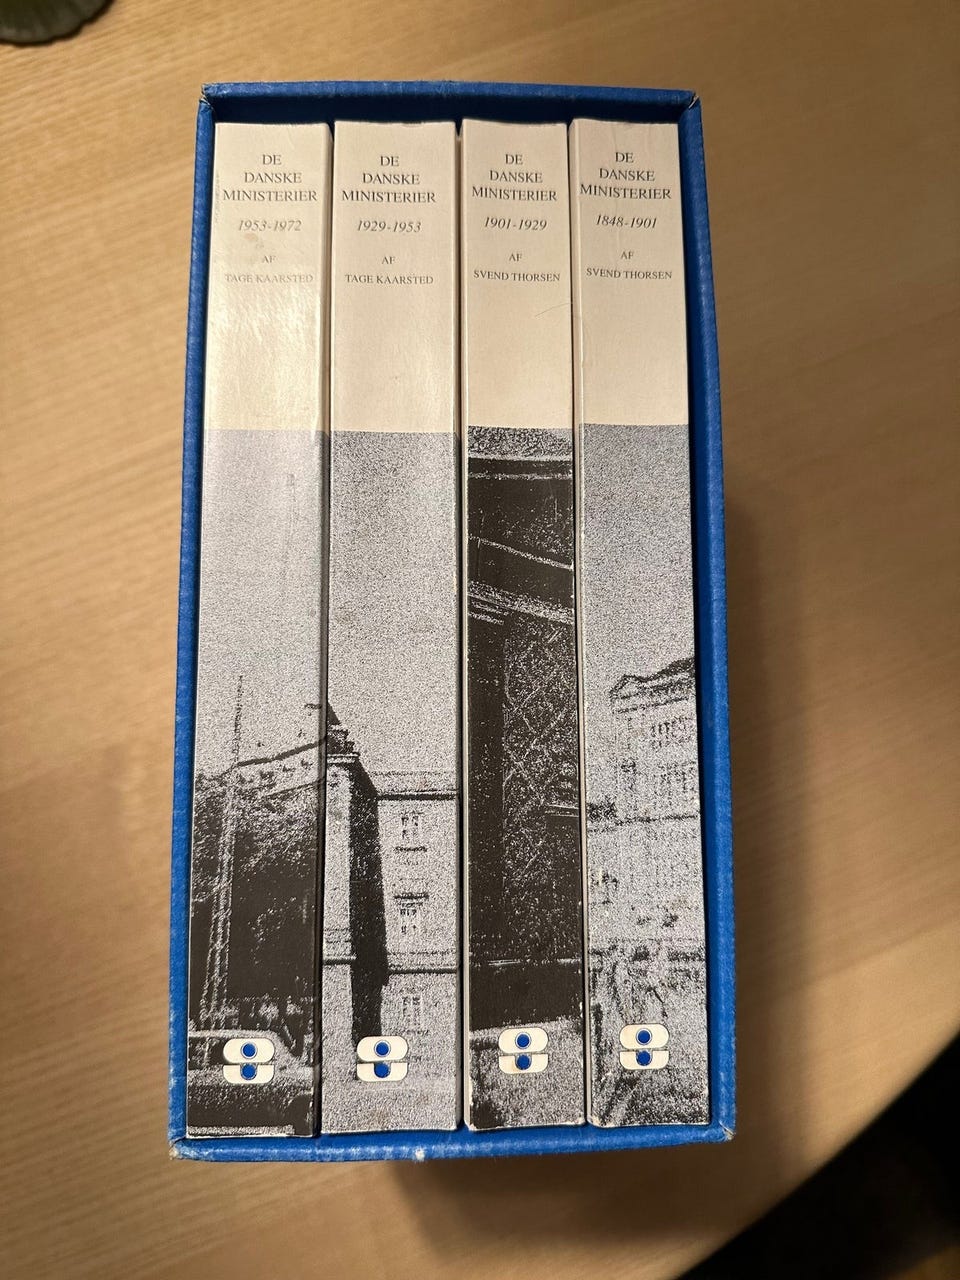 DE
DANSKE
MINISTERIER
1953-1972
AF
TAGE KAARSTED
DE
DANSKE
MINISTERIER
1929-1953
AF
TAGE KAARSTED
DE
DANSKE
MINISTERIER
1901-1929
AF
SVEND THORSEN
DE
DANSKE
MINISTERIER
1848-1901
AF
SVEND THORSEN